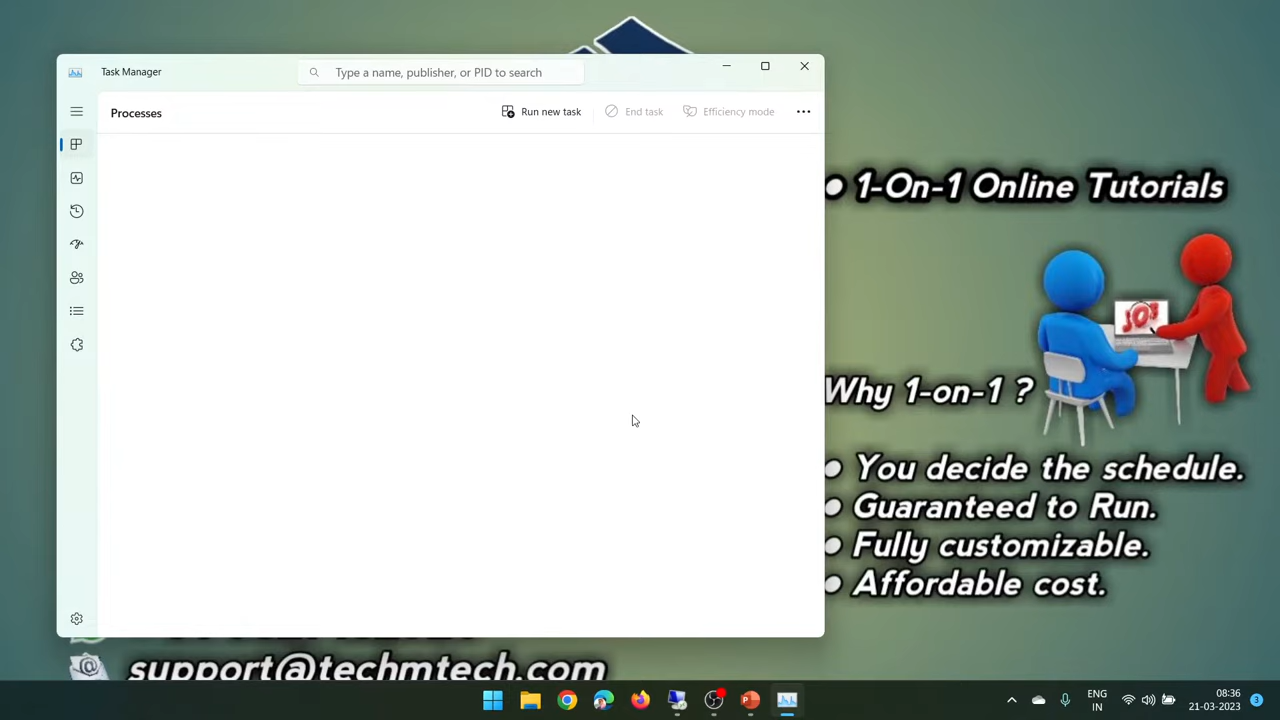 Task Manager
Type a name, publisher, or PID to search
Processes
Run new task
End task
Efficiency mode
1-On-1 Online Tutorials
JOB
Why 1-on-1 ?
You decide the schedule.
Guaranteed to Run.
Fully customizable.
Affordable cost.
support@techmtech.com
ENG
IN
08:36
21-03-2023
3